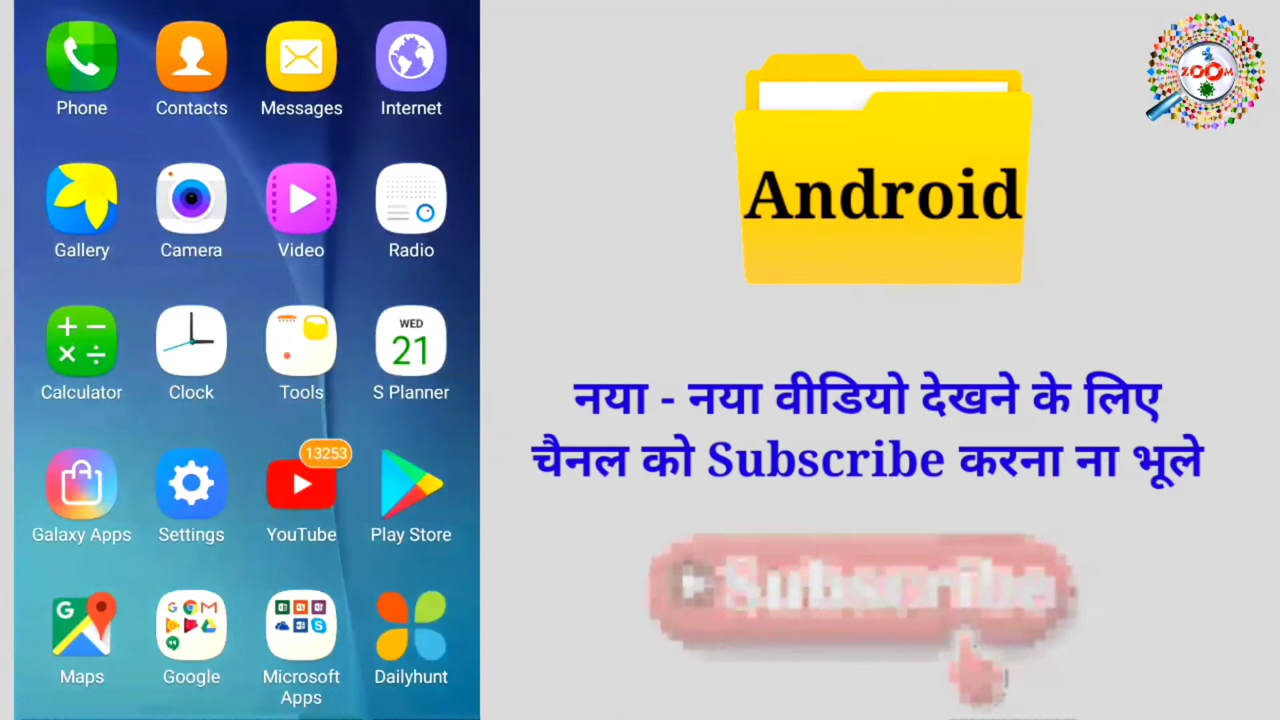 Phone Contacts Messages Internet
Gallery Camera Video Radio
WED
21
Calculator Clock Tools S Planner
13253
Galaxy Apps Settings YouTube Play Store
Maps Google Microsoft Apps Dailyhunt
ZOOM
Android
नया - नया वीडियो देखने के लिए
चैनल को Subscribe करना ना भूले
Subscribe